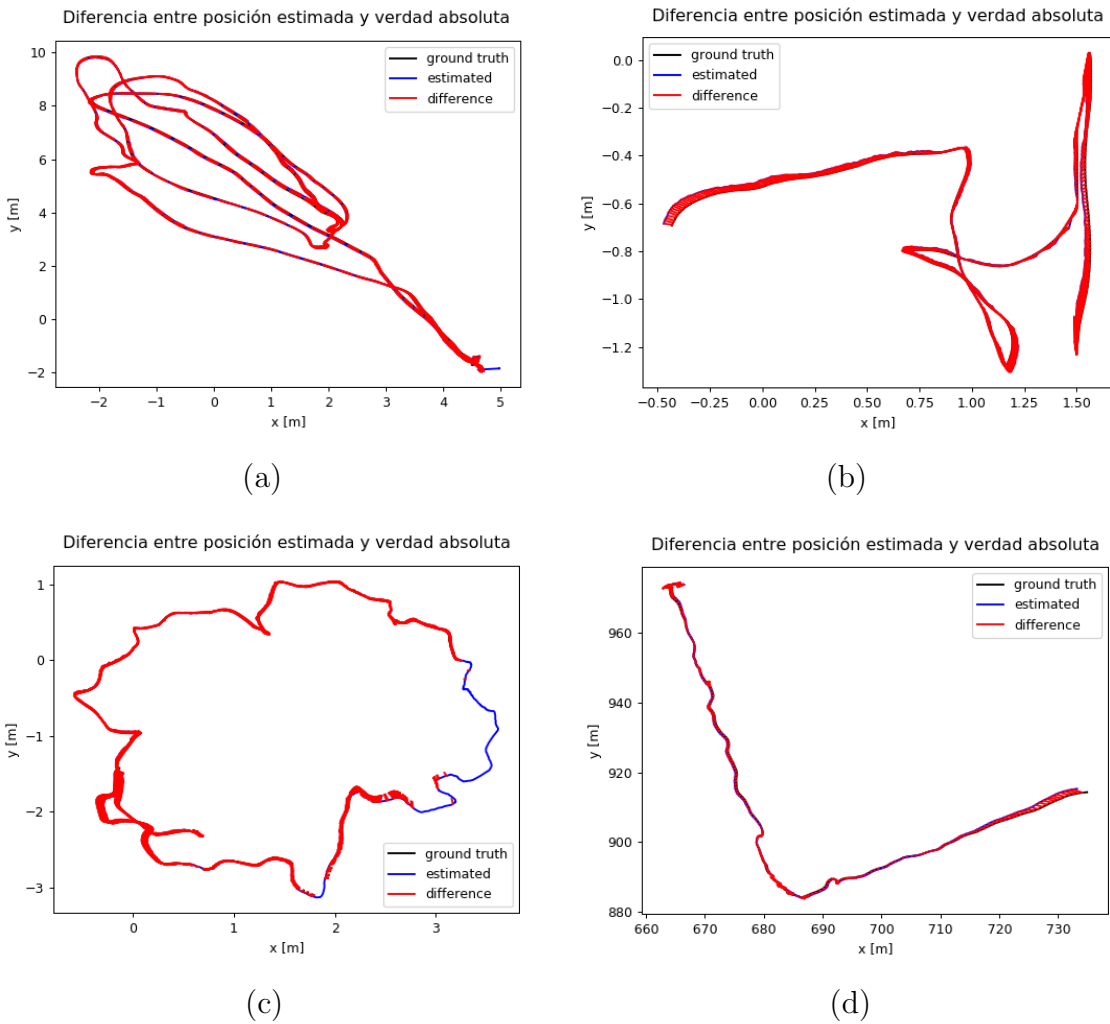 Diferencia entre posición estimada y verdad absoluta
10
8
6
4
2
0
−2
y [m]
ground truth
estimated
difference
−2
−1
0
1
2
3
4
5
x [m]
(a)
Diferencia entre posición estimada y verdad absoluta
0.0
−0.2
−0.4
−0.6
−0.8
−1.0
−1.2
y [m]
ground truth
estimated
difference
−0.50
−0.25
0.00
0.25
0.50
0.75
1.00
1.25
1.50
x [m]
(b)
Diferencia entre posición estimada y verdad absoluta
1
0
−1
−2
−3
y [m]
ground truth
estimated
difference
0
1
2
3
x [m]
(c)
Diferencia entre posición estimada y verdad absoluta
960
940
920
900
880
y [m]
ground truth
estimated
difference
660
670
680
690
700
710
720
730
x [m]
(d)